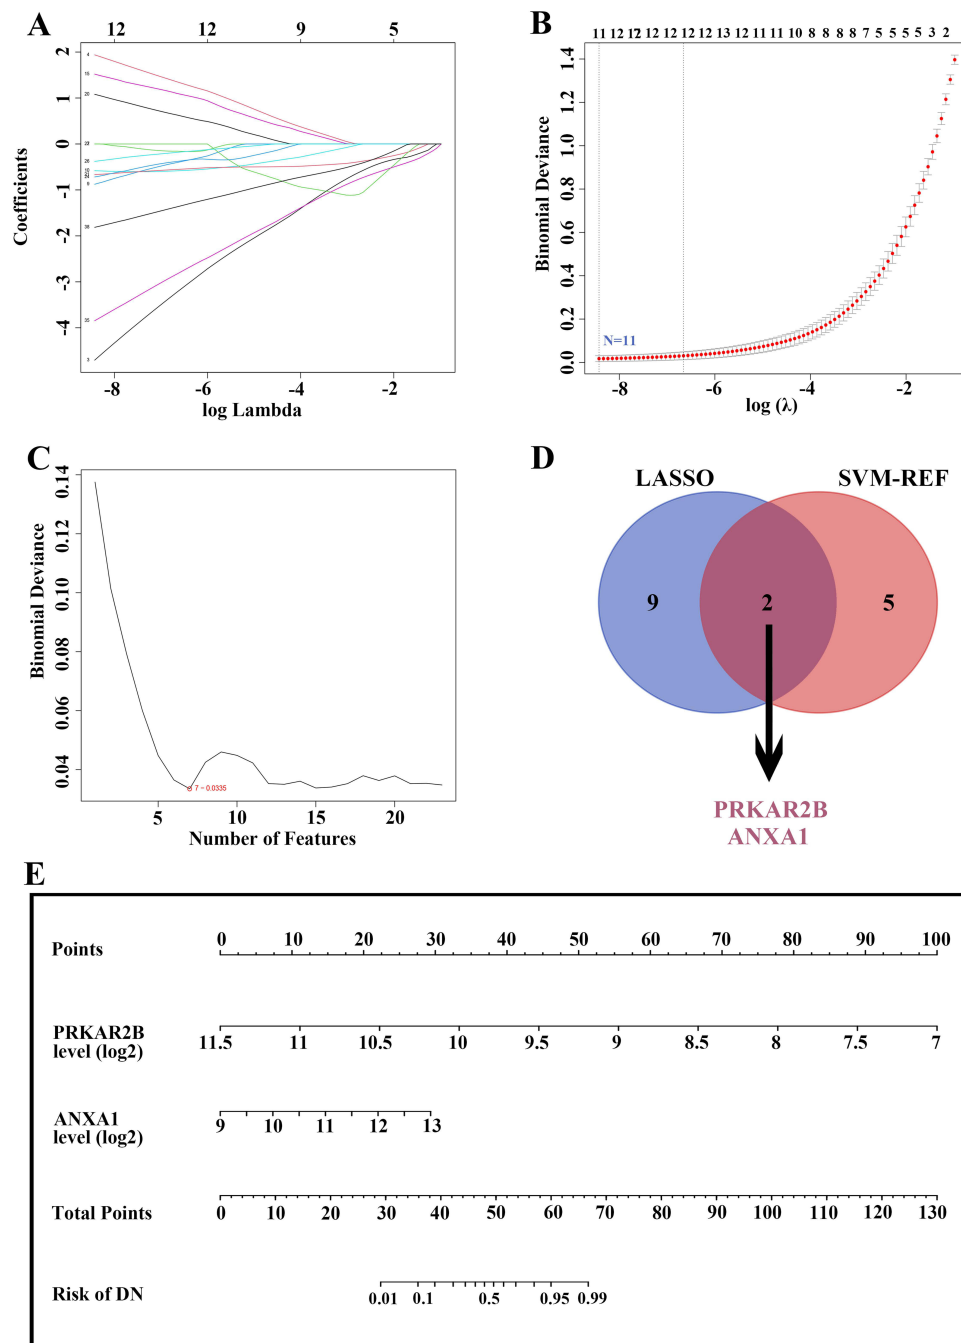 A
12 12 9 5
2
1
0
-1
-2
-3
-4
Coefficients
4
15
20
26
6
38
35
3
-8 -6 -4 -2
log Lambda
B
11 12 12 12 12 12 12 13 12 11 11 10 8 8 8 8 7 5 5 5 5 3 2
1.4
1.2
1.0
0.8
0.6
0.4
0.2
0.0
Binomial Deviance
N=11
-8 -6 -4 -2
log (λ)
C
0.14
0.12
0.10
0.08
0.06
0.04
Binomial Deviance
7 - 0.0335
5 10 15 20
Number of Features
D
LASSO SVM-REF
9 2 5
PRKAR2B
ANXA1
E
Points
0 10 20 30 40 50 60 70 80 90 100
PRKAR2B
level (log2)
11.5 11 10.5 10 9.5 9 8.5 8 7.5 7
ANXA1
level (log2)
9 10 11 12 13
Total Points
0 10 20 30 40 50 60 70 80 90 100 110 120 130
Risk of DN
0.01 0.1 0.5 0.95 0.99